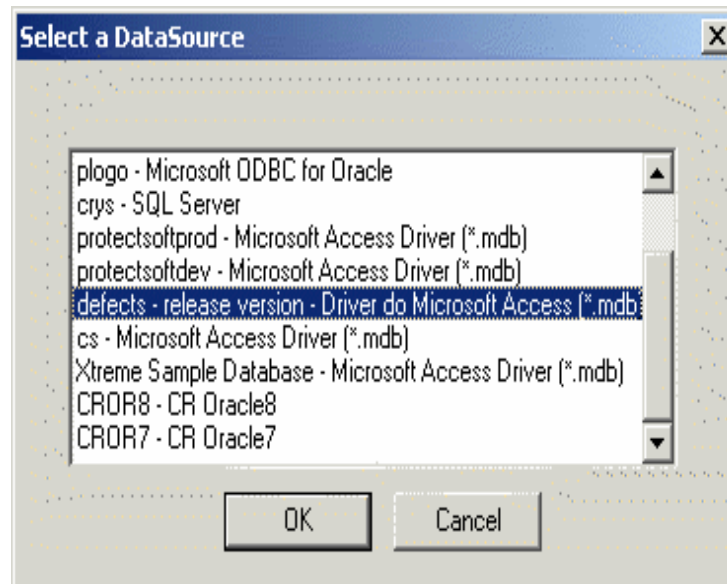 Select a DataSource
plogo - Microsoft ODBC for Oracle
crys - SQL Server
protectsoftprod - Microsoft Access Driver (*.mdb)
protectsoftdev - Microsoft Access Driver (*.mdb)
defects - release version - Driver do Microsoft Access (*.mdb
cs - Microsoft Access Driver (*.mdb)
Xtreme Sample Database - Microsoft Access Driver (*.mdb)
CROR8 - CR Oracle8
CROR7 - CR Oracle7
OK Cancel